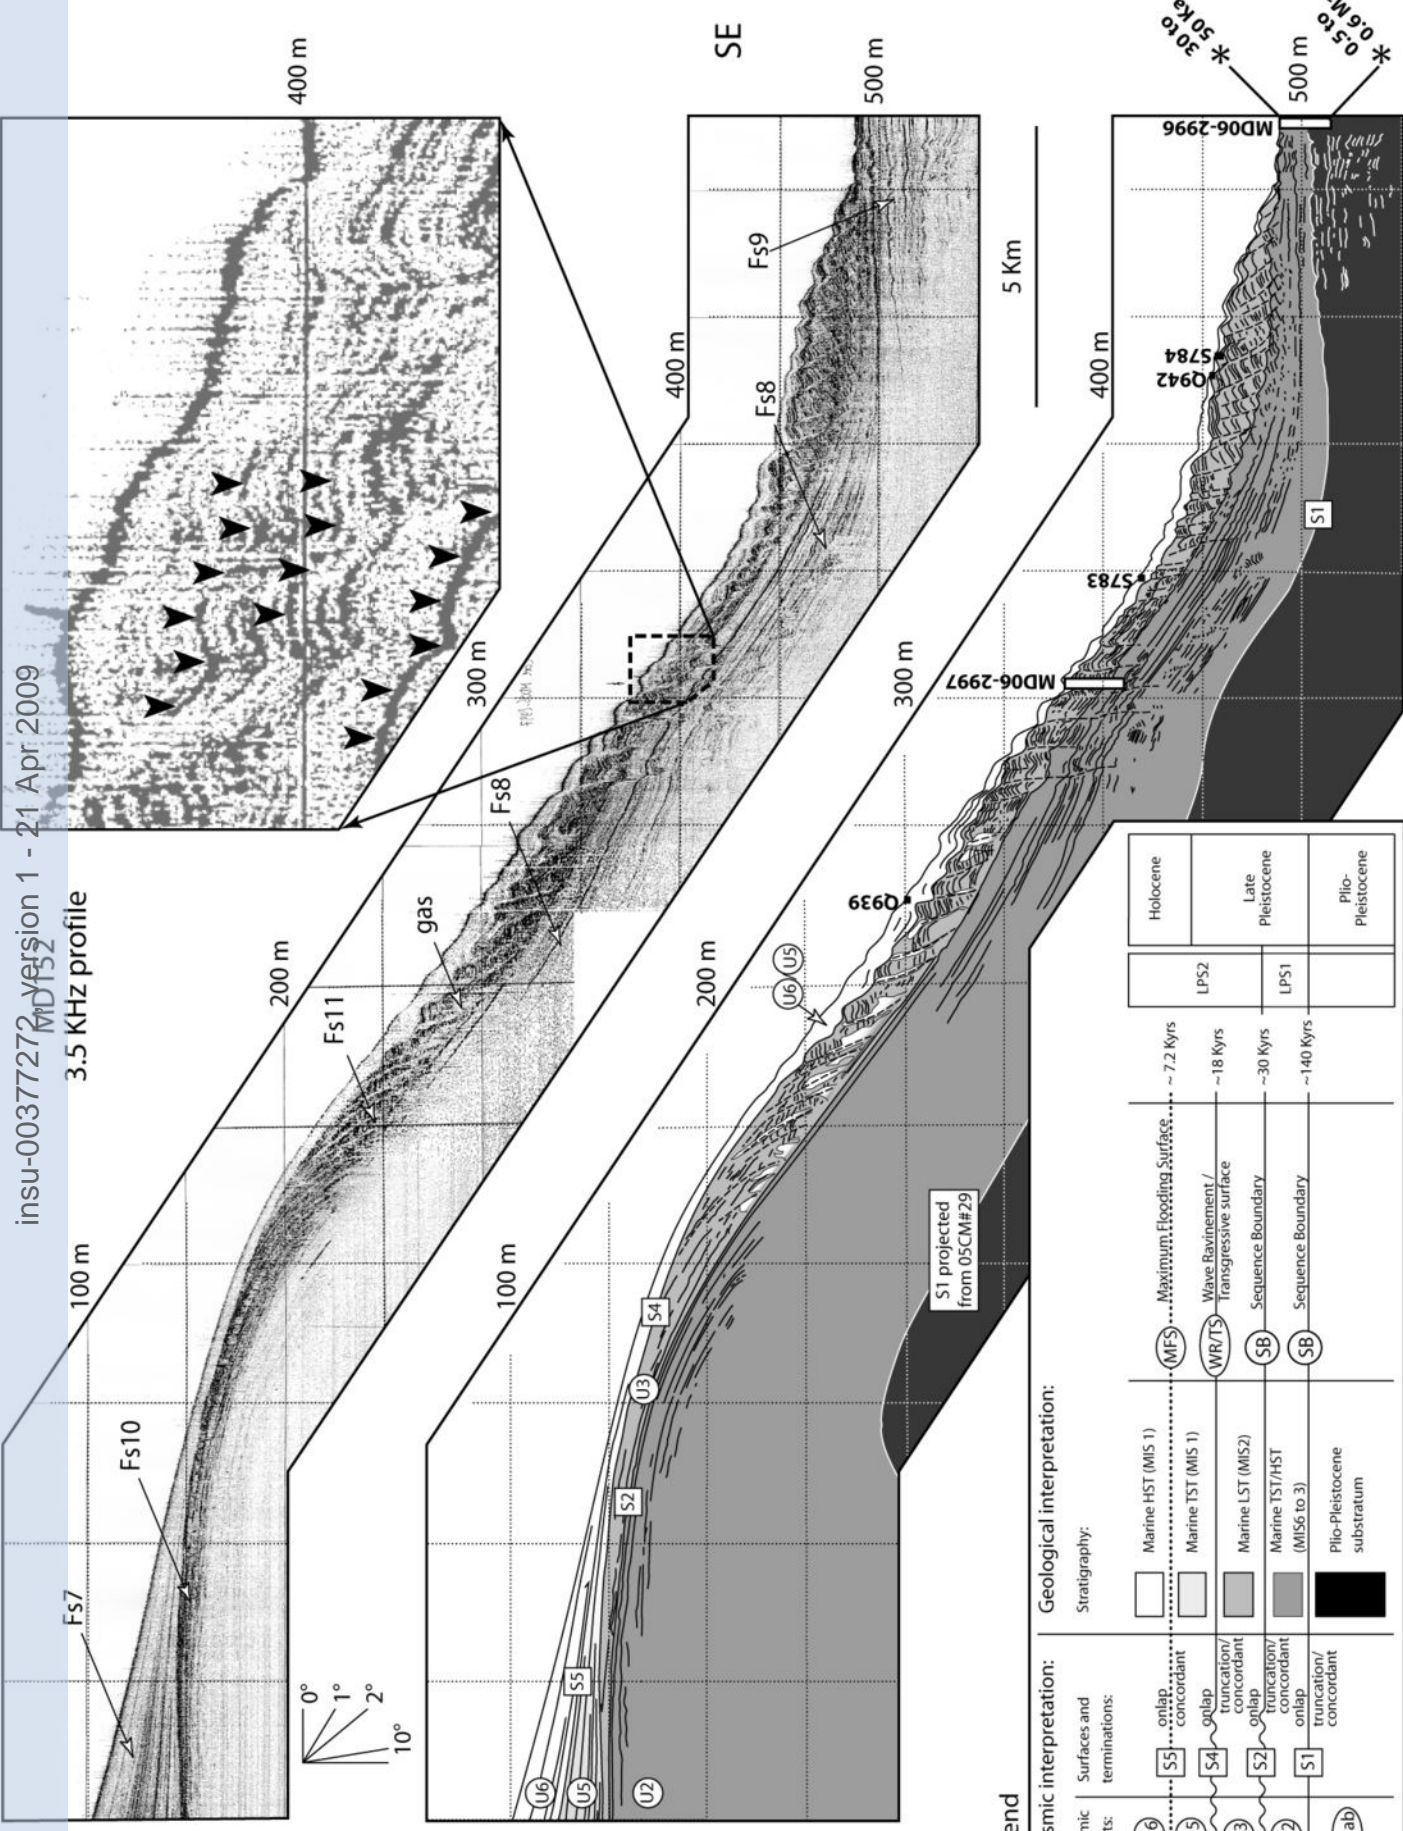 insu-00377272, version 1 - 21 Apr 2009
MD152
3.5 KHz profile
SE
100 m
200 m
300 m
400 m
400 m
500 m
Fs7
Fs10
Fs11
gas
Fs8
Fs8
Fs9
0°
1°
2°
10°
5 Km
100 m
200 m
300 m
400 m
500 m
U6
U5
U2
S5
S2
U3
S4
U6
U5
Q939
MD06-2997
S783
Q942
S784
MD06-2996
30 to
50 Ka
*
0.5 to
*
S1
S1 projected
from 05CM#29
Surfaces and
terminations:
S5
onlap
concordant
S4
onlap
truncation/
concordant
S2
onlap
truncation/
concordant
S1
onlap
truncation/
concordant
Geological interpretation:
Stratigraphy:
Marine HST (MIS 1)
Marine TST (MIS 1)
Marine LST (MIS2)
Marine TST/HST
(MIS6 to 3)
Plio-Pleistocene
substratum
MFS
Maximum Flooding Surface
~ 7.2 Kyrs
WR/TS
Wave Ravinement /
Transgressive surface
~18 Kyrs
SB
Sequence Boundary
~30 Kyrs
SB
Sequence Boundary
~140 Kyrs
LPS2
LPS1
Holocene
Late
Pleistocene
Plio-
Pleistocene
interpretation: